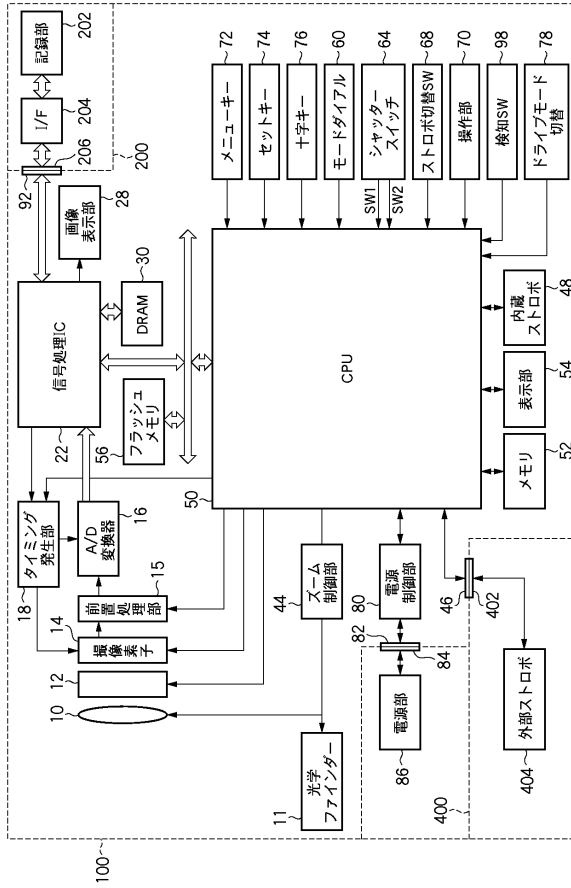 100
10
12
14
撮像素子
15
前置処理部
18
タイミング
発生部
16
A/D
変換器
22
信号処理IC
92
206
204
I/F
202
記録部
200
28
画像
表示部
30
DRAM
56
フラッシュ
メモリ
50
CPU
72
メニューキー
74
セットキー
76
十字キー
60
モードダイアル
64
シャッター
スイッチ
SW1
SW2
68
ストロボ切替SW
70
操作部
98
検知SW
78
ドライブモード
切替
11
光学
ファインダー
44
ズーム
制御部
80
電源
制御部
82
84
86
電源部
46
402
400
404
外部ストロボ
52
メモリ
54
表示部
48
内蔵
ストロボ